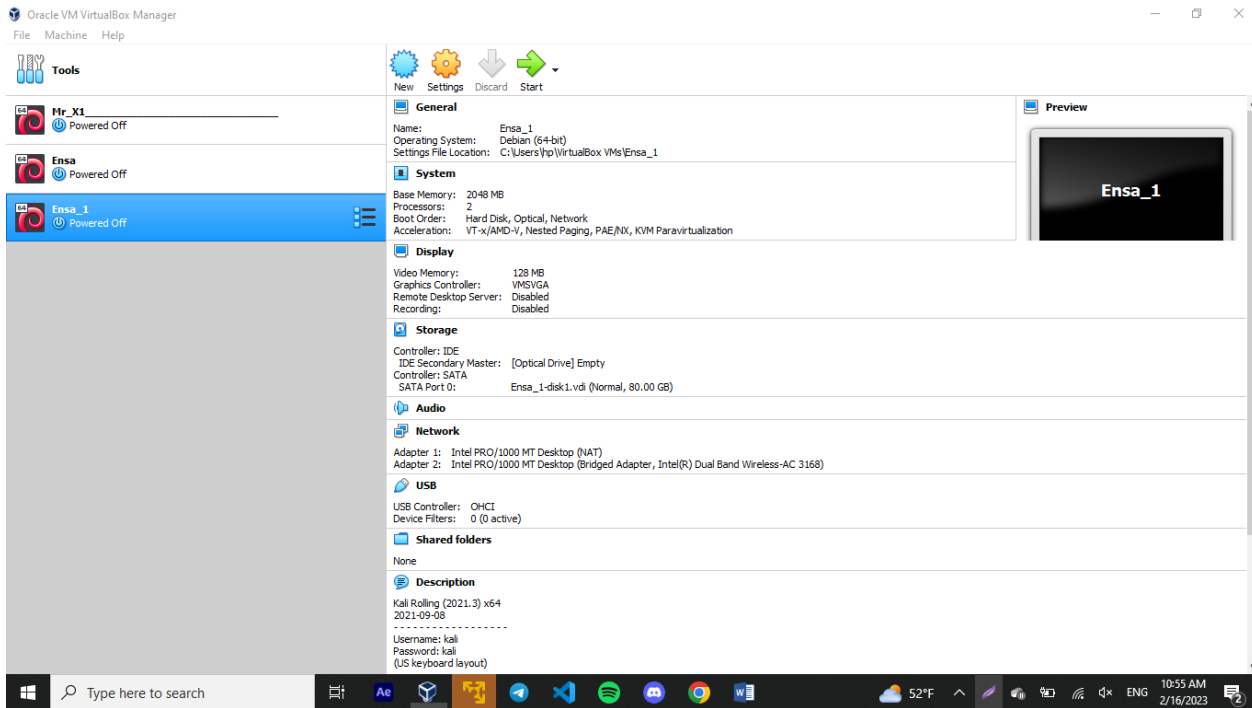 Oracle VM VirtualBox Manager
File Machine Help
Tools
New Settings Discard Start
64
Mr_X1_______________________________
Powered Off
64
Ensa
Powered Off
64
Ensa_1
Powered Off
General
Name: Ensa_1
Operating System: Debian (64-bit)
Settings File Location: C:\Users\hp\VirtualBox VMs\Ensa_1
Preview
Ensa_1
System
Base Memory: 2048 MB
Processors: 2
Boot Order: Hard Disk, Optical, Network
Acceleration: VT-x/AMD-V, Nested Paging, PAE/NX, KVM Paravirtualization
Display
Video Memory: 128 MB
Graphics Controller: VMSVGA
Remote Desktop Server: Disabled
Recording: Disabled
Storage
Controller: IDE
IDE Secondary Master: [Optical Drive] Empty
Controller: SATA
SATA Port 0: Ensa_1-disk1.vdi (Normal, 80.00 GB)
Audio
Network
Adapter 1: Intel PRO/1000 MT Desktop (NAT)
Adapter 2: Intel PRO/1000 MT Desktop (Bridged Adapter, Intel(R) Dual Band Wireless-AC 3168)
USB
USB Controller: OHCI
Device Filters: 0 (0 active)
Shared folders
None
Description
Kali Rolling (2021.3) x64
2021-09-08
- - - - - - - - - - - - - - - - - -
Username: kali
Password: kali
(US keyboard layout)
Type here to search
Ae
W
52°F
ENG
10:55 AM
2/16/2023
2